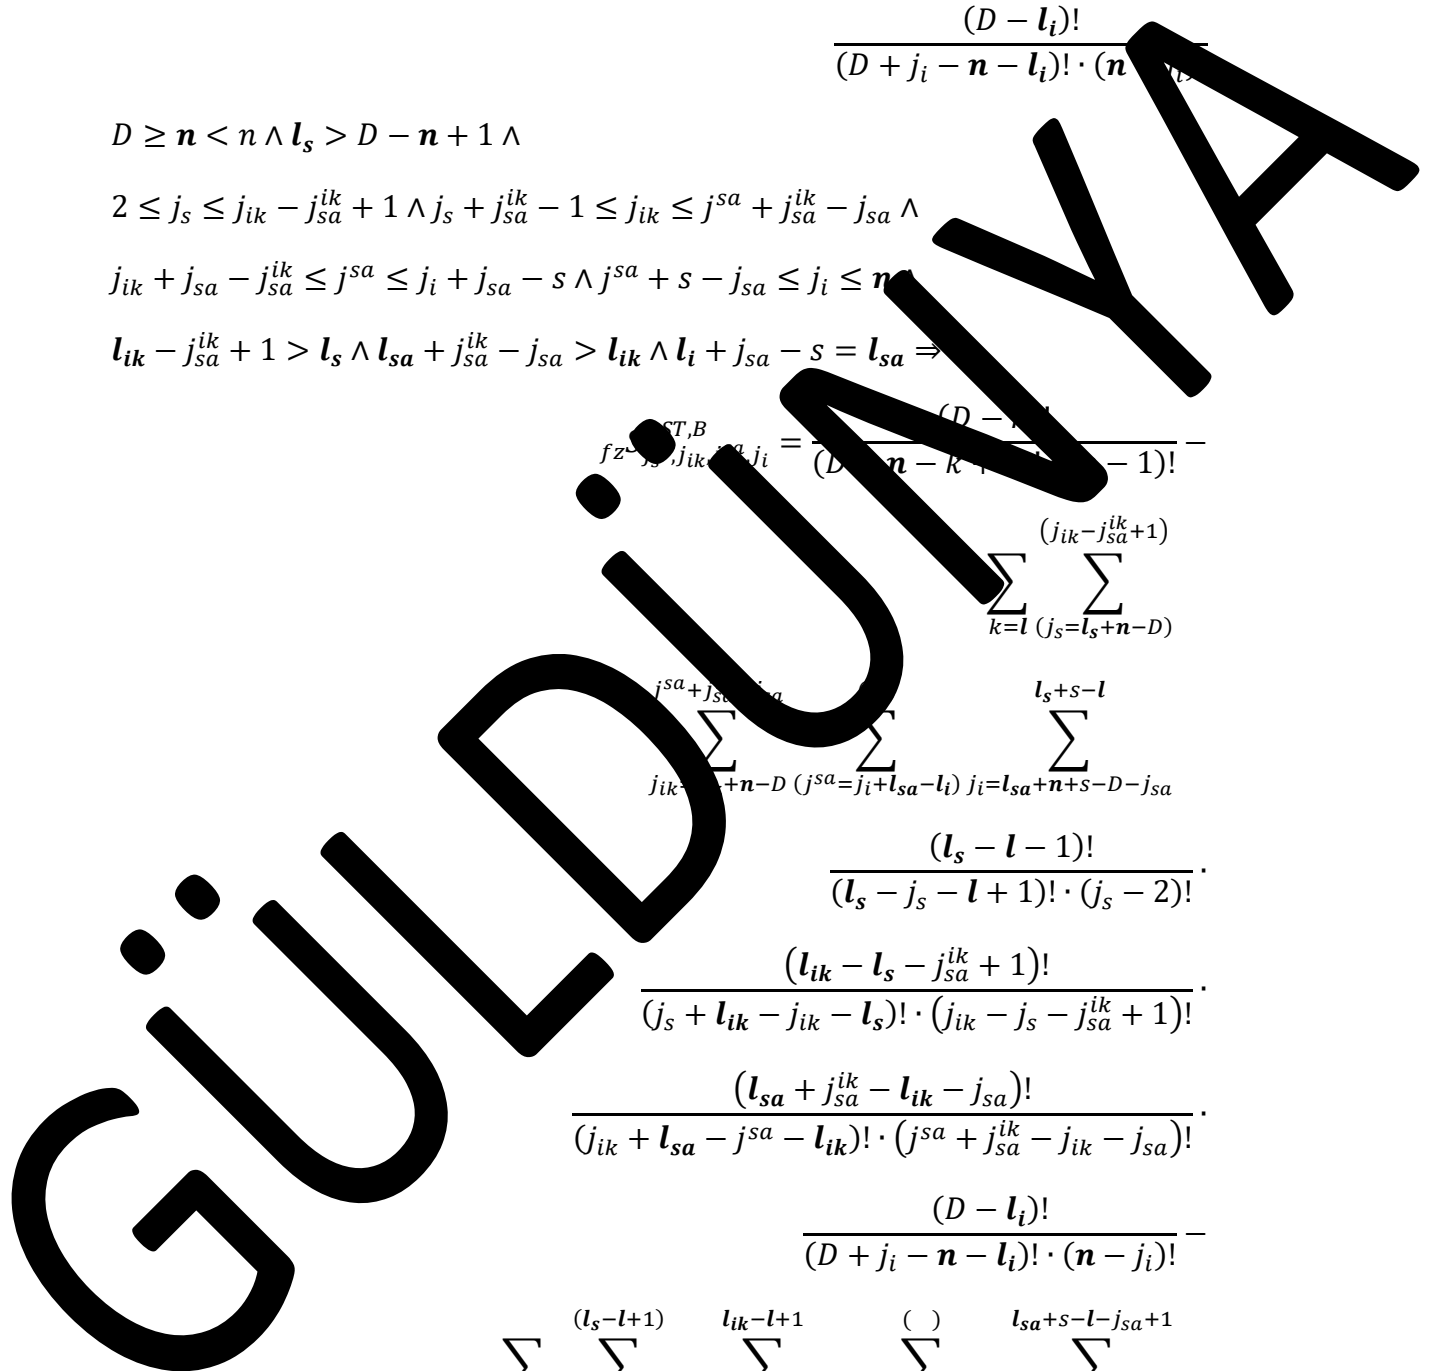 (D − l_i)!
(D + j_i − n − l_i)! · (n
D ≥ n < n ∧ l_s > D − n + 1 ∧
2 ≤ j_s ≤ j_ik − j_sa^ik + 1 ∧ j_s + j_sa^ik − 1 ≤ j_ik ≤ j^sa + j_sa^ik − j_sa ∧
j_ik + j_sa − j_sa^ik ≤ j^sa ≤ j_i + j_sa − s ∧ j^sa + s − j_sa ≤ j_i ≤ n ∧
l_ik − j_sa^ik + 1 > l_s ∧ l_sa + j_sa^ik − j_sa > l_ik ∧ l_i + j_sa − s = l_sa ⇒
(D −
− 1)! −
(j_ik−j_sa^ik+1)
∑ ∑
k=l (j_s=l_s+n−D)
l_s+s−l
∑ ∑ ∑
+n−D (j^sa=j_i+l_sa−l_i) j_i=l_sa+n+s−D−j_sa
(l_s − l − 1)!
(l_s − j_s − l + 1)! · (j_s − 2)! ·
(l_ik − l_s − j_sa^ik + 1)!
(j_s + l_ik − j_ik − l_s)! · (j_ik − j_s − j_sa^ik + 1)! ·
(l_sa + j_sa^ik − l_ik − j_sa)!
(j_ik + l_sa − j^sa − l_ik)! · (j^sa + j_sa^ik − j_ik − j_sa)! ·
(D − l_i)!
(D + j_i − n − l_i)! · (n − j_i)! −
(l_s−l+1) l_ik−l+1 ( ) l_sa+s−l−j_sa+1
∑ ∑ ∑ ∑ ∑
GÜLDÜNYA